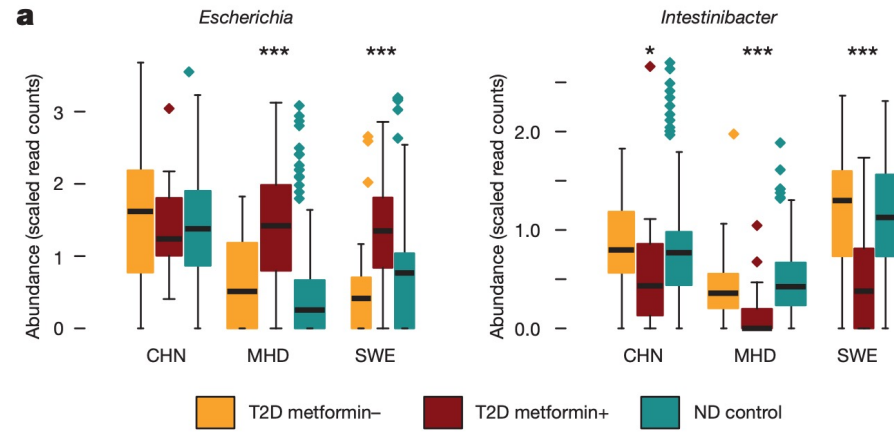 a
Escherichia
Intestinibacter
***
***
*
***
***
Abundance (scaled read counts)
3
2
1
0
CHN
MHD
SWE
Abundance (scaled read counts)
2.0
1.0
0.0
CHN
MHD
SWE
T2D metformin–
T2D metformin+
ND control